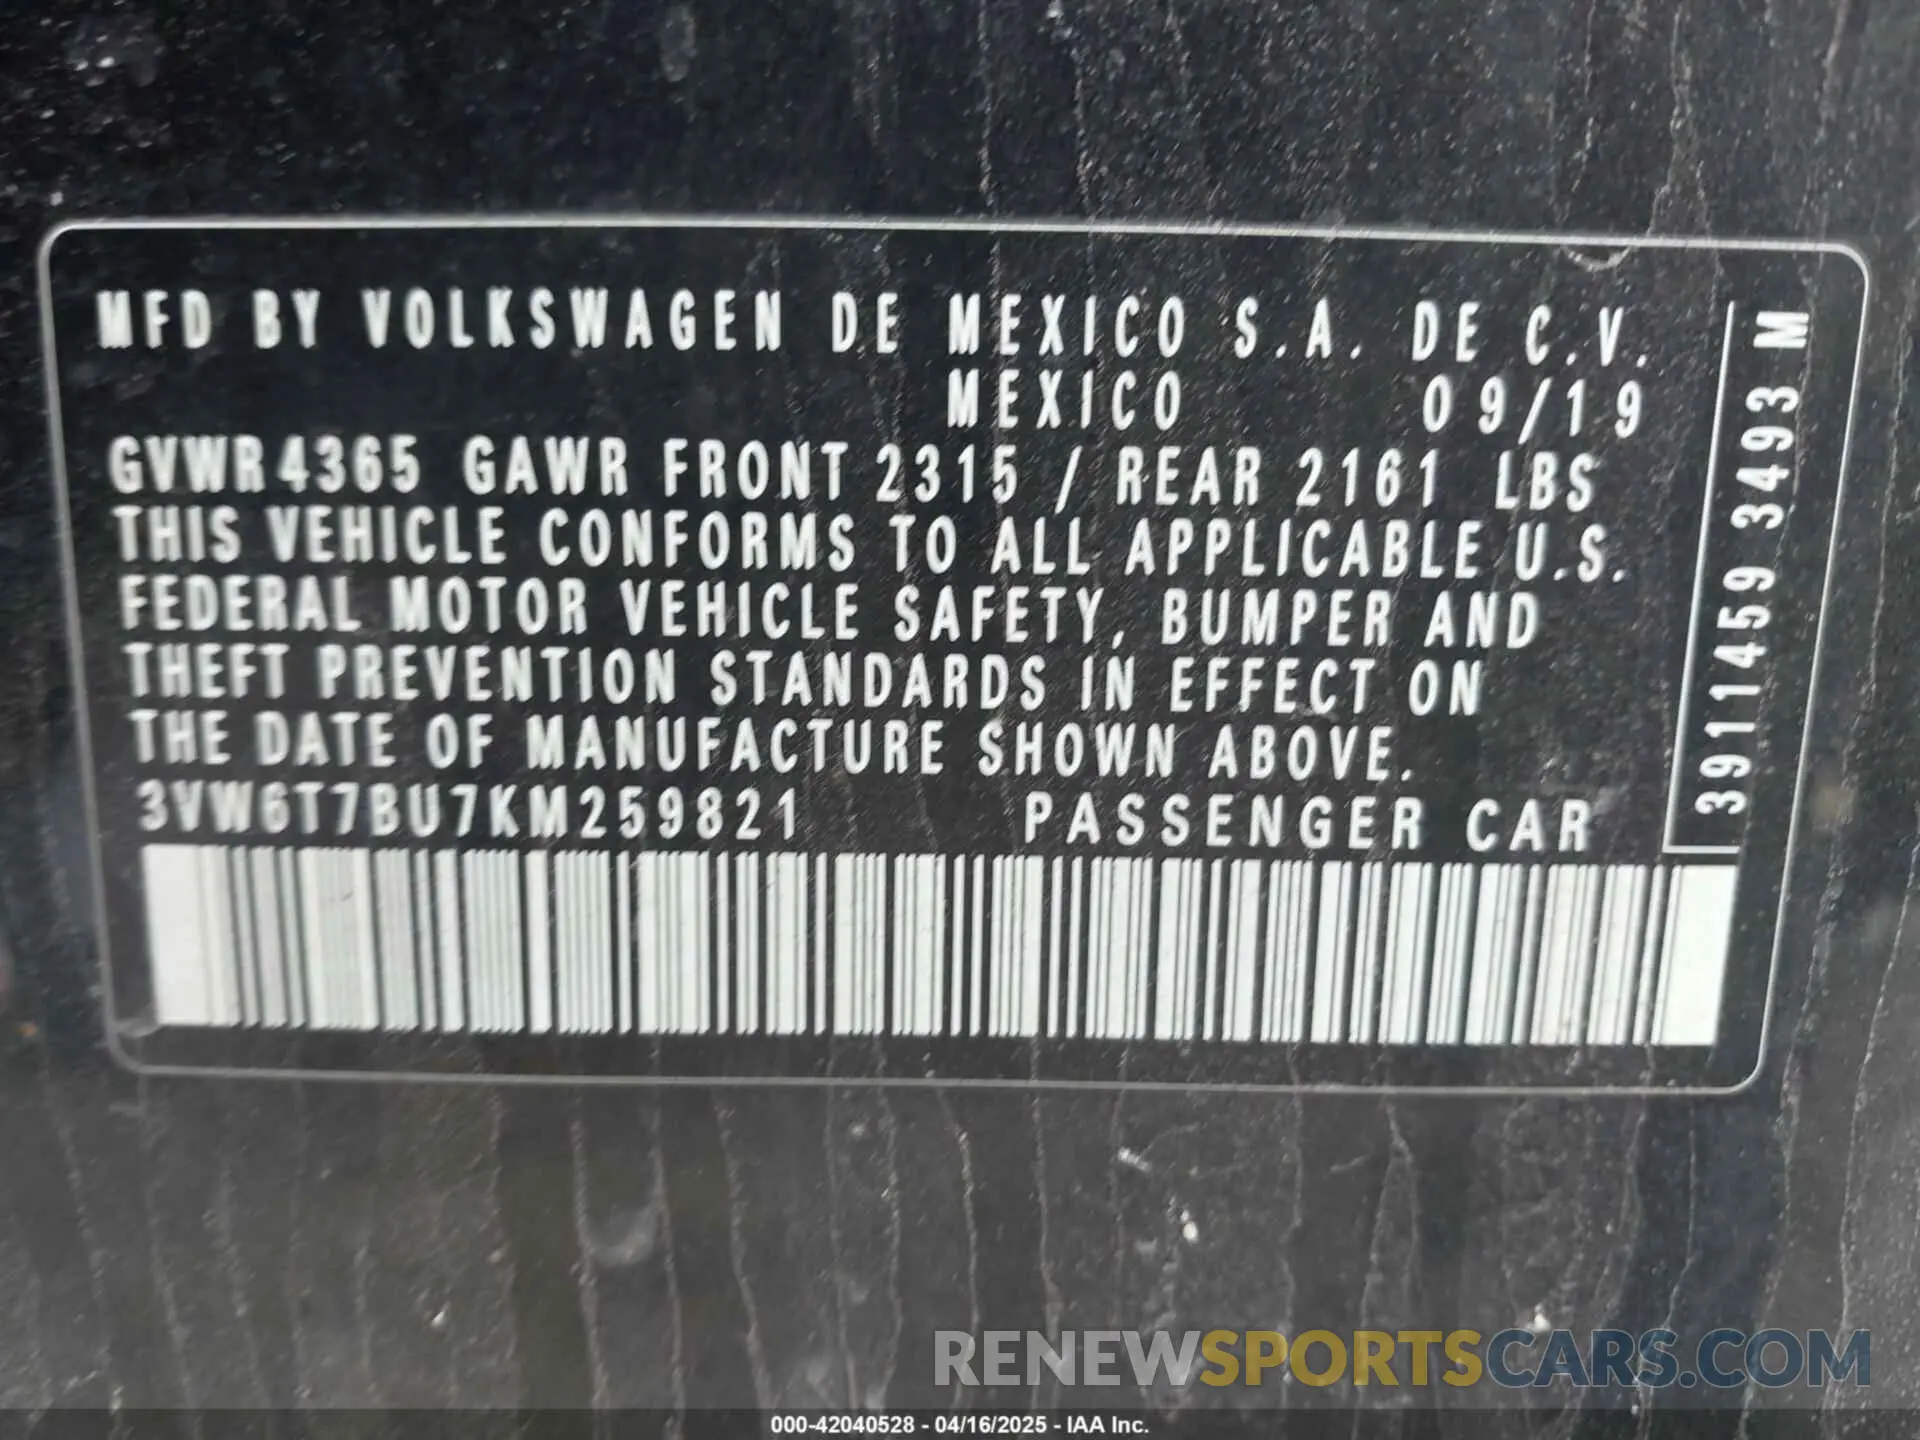 MFD BY VOLKSWAGEN DE MEXICO S.A. DE C.V.
MEXICO 09/19
GVWR 4365 GAWR FRONT 2315 / REAR 2161 LBS
THIS VEHICLE CONFORMS TO ALL APPLICABLE U.S.
FEDERAL MOTOR VEHICLE SAFETY, BUMPER AND
THEFT PREVENTION STANDARDS IN EFFECT ON
THE DATE OF MANUFACTURE SHOWN ABOVE.
3VW6T7BU7KM259821 PASSENGER CAR
3911459 3493 M
RENEWSPORTSCARS.COM
000-42040528 - 04/16/2025 - IAA Inc.